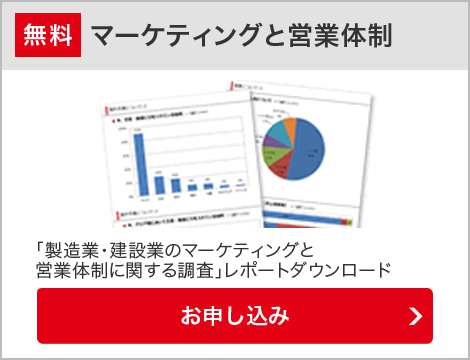 無料 マーケティングと営業体制
「製造業・建設業のマーケティングと
営業体制に関する調査」レポートダウンロード
お申し込み